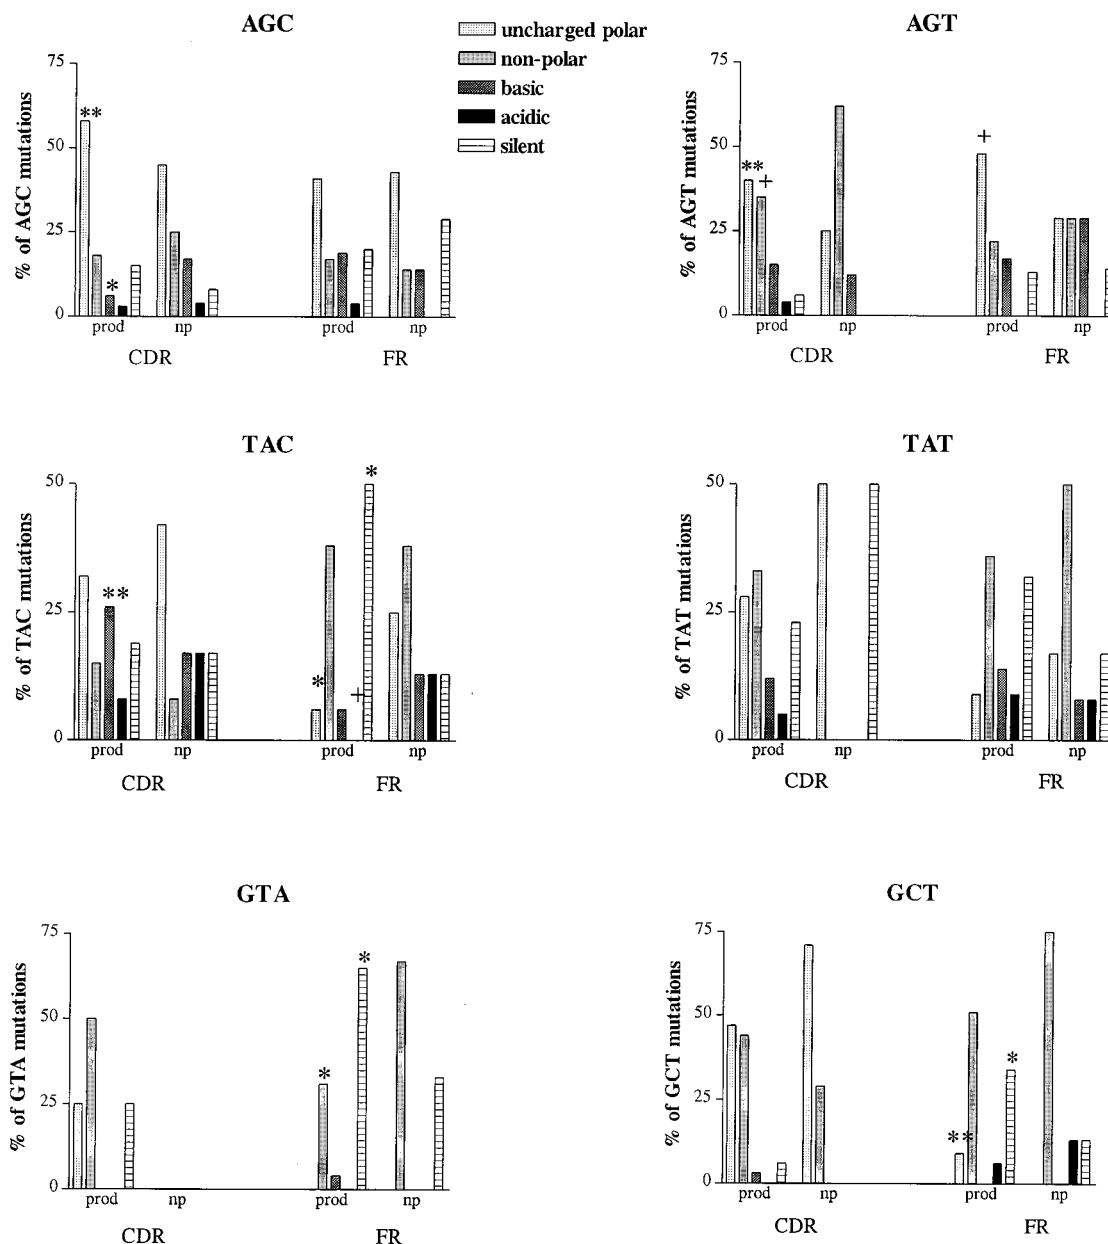 AGC
uncharged polar
non-polar
basic
acidic
silent
% of AGC mutations
75
50
25
0
**
*
prod
np
prod
np
CDR
FR
AGT
% of AGT mutations
75
50
25
0
**
+
+
prod
np
prod
np
CDR
FR
TAC
% of TAC mutations
50
25
0
**
*
+
*
prod
np
prod
np
CDR
FR
TAT
% of TAT mutations
50
25
0
prod
np
prod
np
CDR
FR
GTA
% of GTA mutations
75
50
25
0
*
*
prod
np
prod
np
CDR
FR
GCT
% of GCT mutations
75
50
25
0
**
*
prod
np
prod
np
CDR
FR